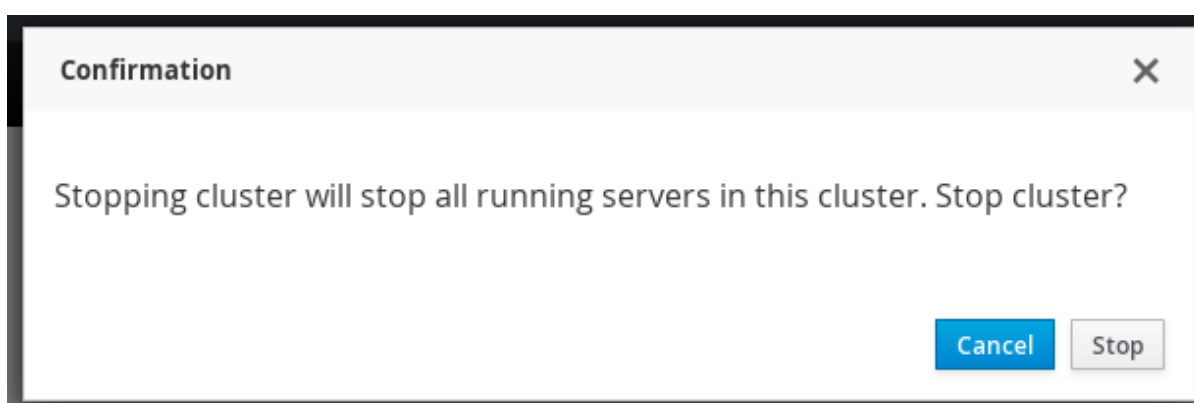 Confirmation
Stopping cluster will stop all running servers in this cluster. Stop cluster?
Cancel Stop